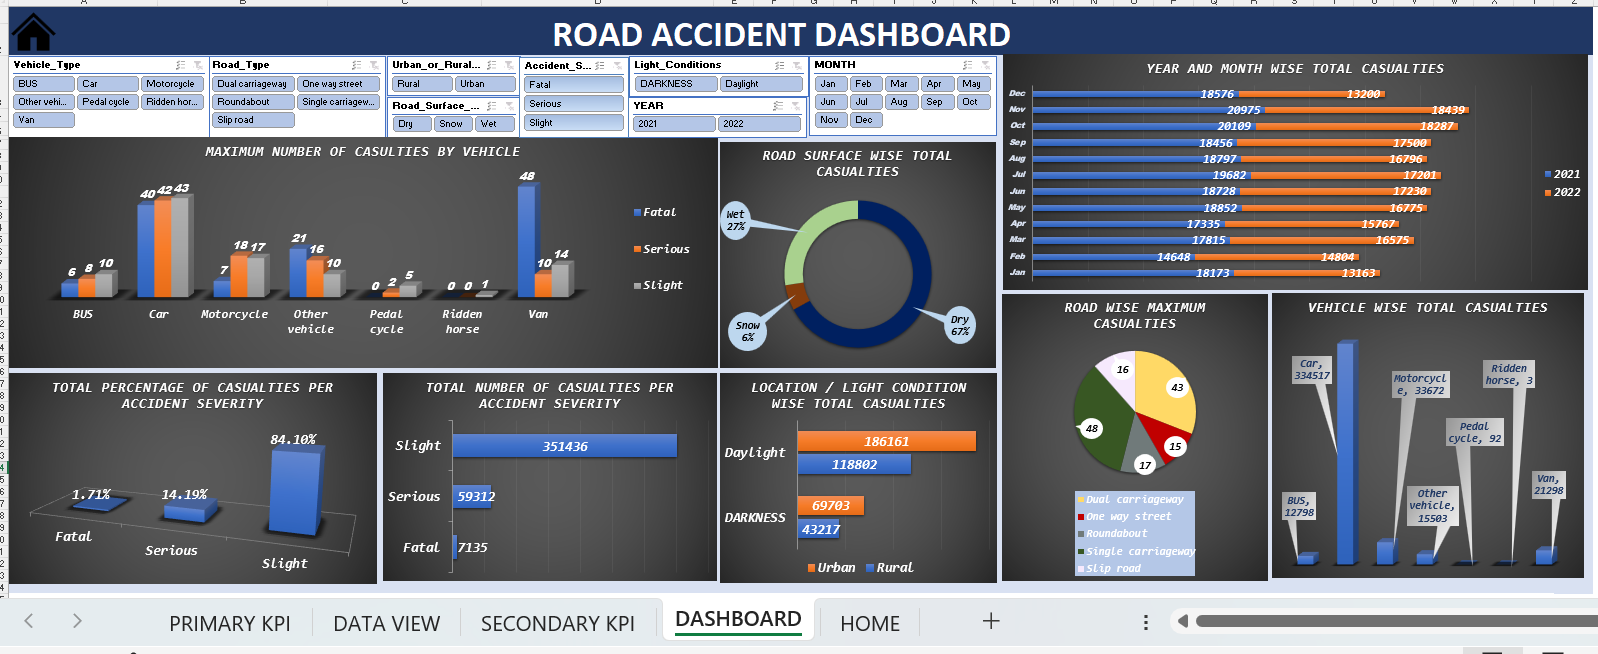 A B C D E F G H I J K L M N O P Q R S T U V W X Y Z
ROAD ACCIDENT DASHBOARD
Vehicle_Type
BUS Car Motorcycle
Other vehi... Pedal cycle Ridden hor...
Van
Road_Type
Dual carriageway One way street
Roundabout Single carriagew...
Slip road
Urban_or_Rural...
Rural Urban
Road_Surface_...
Dry Snow Wet
Accident_S...
Fatal
Serious
Slight
Light_Conditions
DARKNESS Daylight
YEAR
2021 2022
MONTH
Jan Feb Mar Apr May
Jun Jul Aug Sep Oct
Nov Dec
YEAR AND MONTH WISE TOTAL CASUALTIES
Dec 18576 13200
Nov 20975 18439
Oct 20109 18287
Sep 18456 17500
Aug 18797 16796
Jul 19682 17201
Jun 18728 17230
May 18852 16775
Apr 17335 15767
Mar 17815 16575
Feb 14648 14804
Jan 18173 13163
2021
2022
MAXIMUM NUMBER OF CASULTIES BY VEHICLE
6 8 10
40 42 43
7 18 17
21 16 10
0 2 5
0 0 1
48 10 14
BUS Car Motorcycle Other vehicle Pedal cycle Ridden horse Van
Fatal
Serious
Slight
ROAD SURFACE WISE TOTAL
CASUALTIES
Wet
27%
Snow
6%
Dry
67%
TOTAL PERCENTAGE OF CASUALTIES PER
ACCIDENT SEVERITY
1.71% 14.19% 84.10%
Fatal Serious Slight
TOTAL NUMBER OF CASUALTIES PER
ACCIDENT SEVERITY
Slight 351436
Serious 59312
Fatal 7135
LOCATION / LIGHT CONDITION
WISE TOTAL CASUALTIES
Daylight 186161
118802
DARKNESS 69703
43217
Urban Rural
ROAD WISE MAXIMUM
CASUALTIES
16
43
48
15
17
Dual carriageway
One way street
Roundabout
Single carriageway
Slip road
VEHICLE WISE TOTAL CASUALTIES
BUS,
12798
Car,
334517
Motorcycl
e, 33672
Other
vehicle,
15503
Pedal
cycle, 92
Ridden
horse, 3
Van,
21298
PRIMARY KPI DATA VIEW SECONDARY KPI DASHBOARD HOME